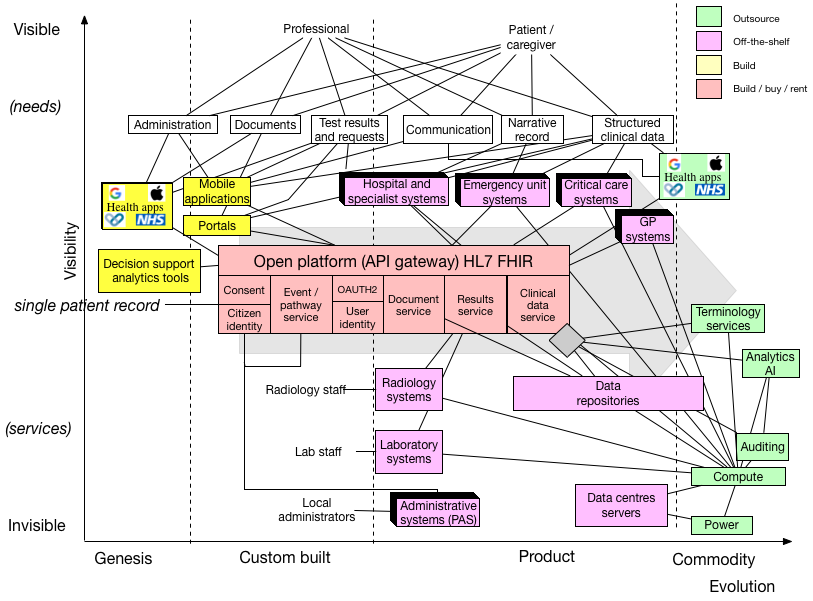 Visible
Professional
Patient /
caregiver
Outsource
Off-the-shelf
Build
Build / buy / rent
(needs)
Administration
Documents
Test results
and requests
Communication
Narrative
record
Structured
clinical data
G
Health apps
NHS
Mobile
applications
Hospital and
specialist systems
Emergency unit
systems
Critical care
systems
G
Health apps
NHS
Portals
GP
systems
Visibility
Decision support
analytics tools
Open platform (API gateway) HL7 FHIR
Consent
Citizen
identity
Event /
pathway
service
OAUTH2
User
identity
Document
service
Results
service
Clinical
data
service
single patient record
Terminology
services
Analytics
AI
Radiology staff
Radiology
systems
Data
repositories
(services)
Lab staff
Laboratory
systems
Auditing
Compute
Local
administrators
Administrative
systems (PAS)
Data centres
servers
Power
Invisible
Genesis
Custom built
Product
Commodity
Evolution